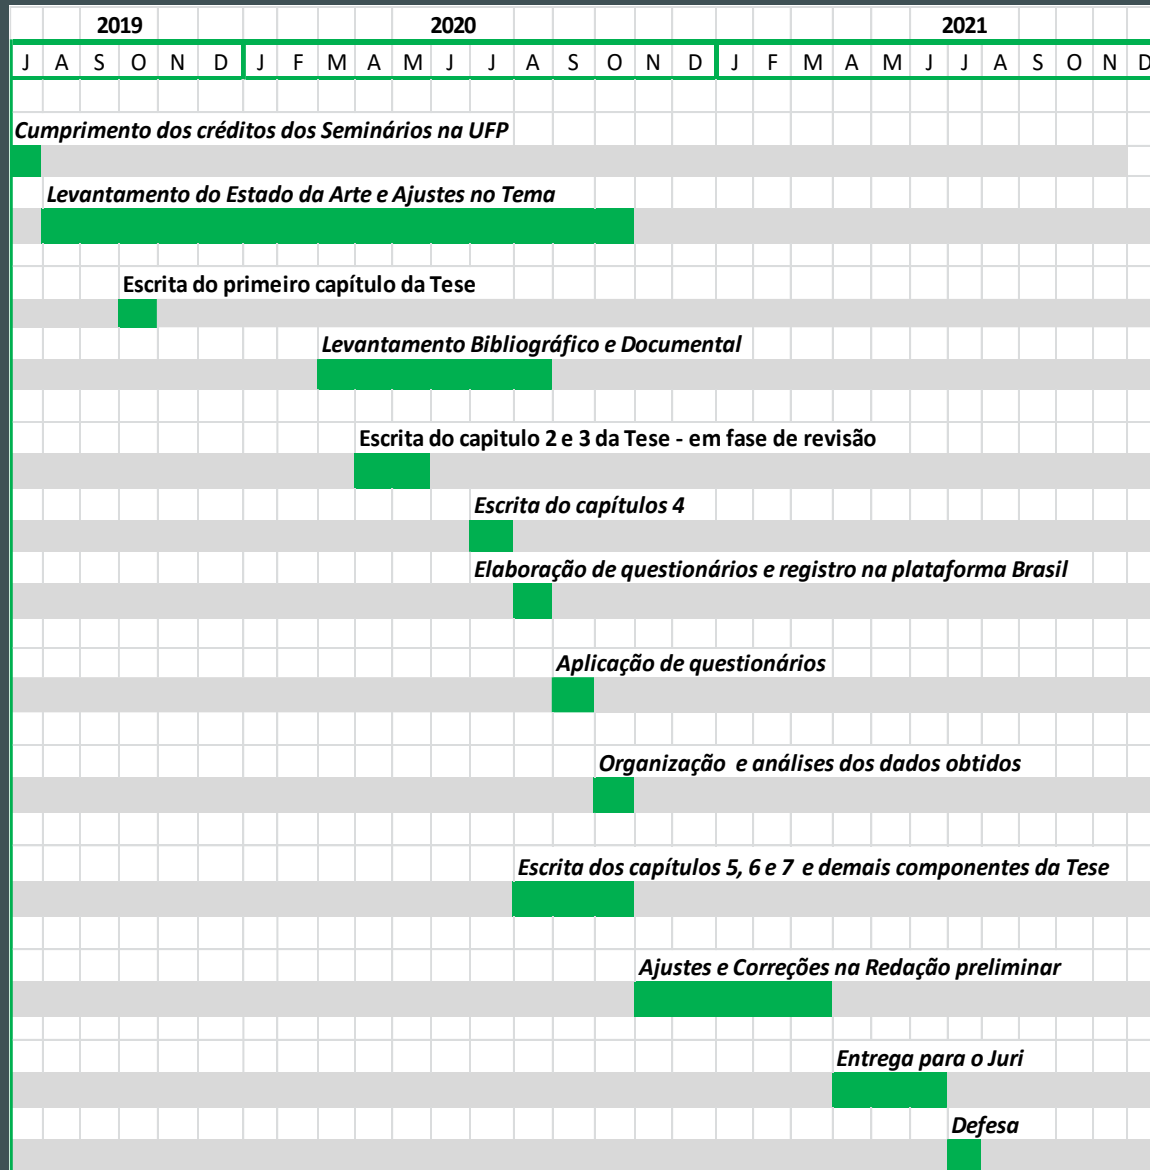 2019 2020 2021
J A S O N D J F M A M J J A S O N D J F M A M J J A S O N D
Cumprimento dos créditos dos Seminários na UFP
Levantamento do Estado da Arte e Ajustes no Tema
Escrita do primeiro capítulo da Tese
Levantamento Bibliográfico e Documental
Escrita do capitulo 2 e 3 da Tese - em fase de revisão
Escrita do capítulos 4
Elaboração de questionários e registro na plataforma Brasil
Aplicação de questionários
Organização e análises dos dados obtidos
Escrita dos capítulos 5, 6 e 7 e demais componentes da Tese
Ajustes e Correções na Redação preliminar
Entrega para o Juri
Defesa